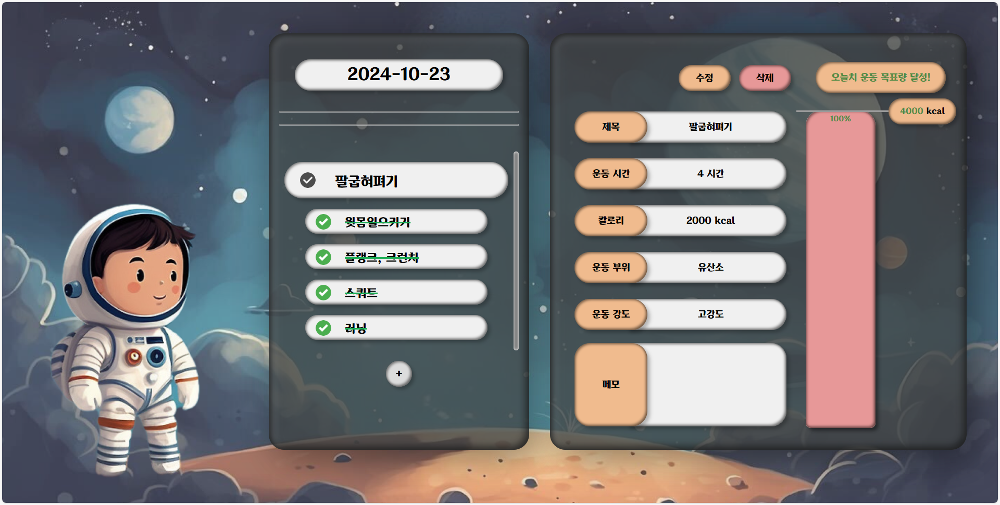 2024-10-23
팔굽혀펴기
윗몸일으키기
플랭크, 크런치
스쿼트
러닝
+
수정
삭제
오늘치 운동 목표량 달성!
4000 kcal
100%
제목
팔굽혀펴기
운동 시간
4 시간
칼로리
2000 kcal
운동 부위
유산소
운동 강도
고강도
메모